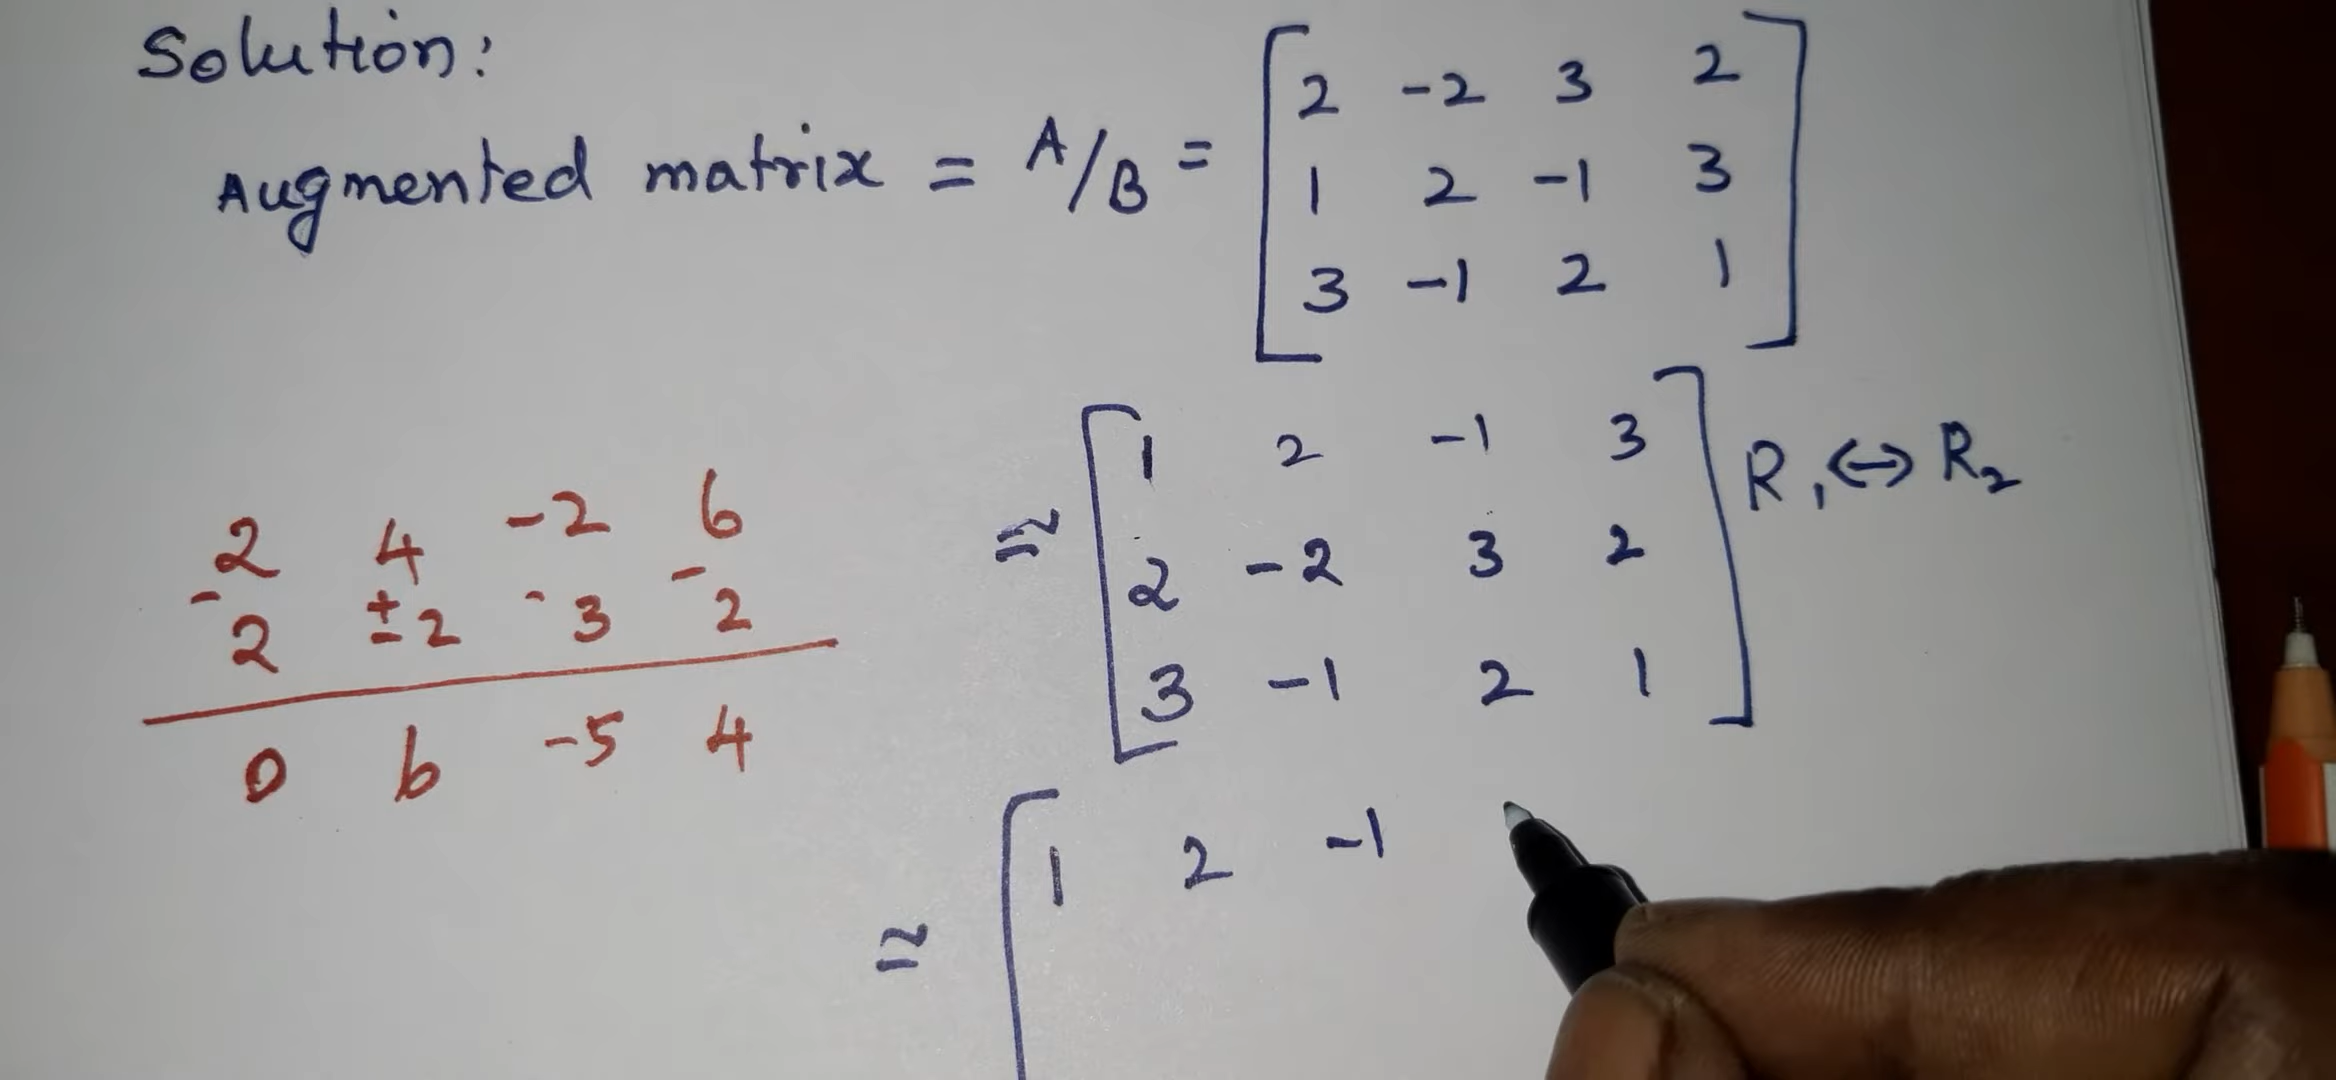 Solution:
Augmented matrix = A/B = [2 -2 3 2
1 2 -1 3
3 -1 2 1]
≃ [1 2 -1 3
2 -2 3 2
3 -1 2 1] R₁ ↔ R₂
2 4 -2 6
- ± - -
2 -2 3 2
0 6 -5 4
≃ [1 2 -1